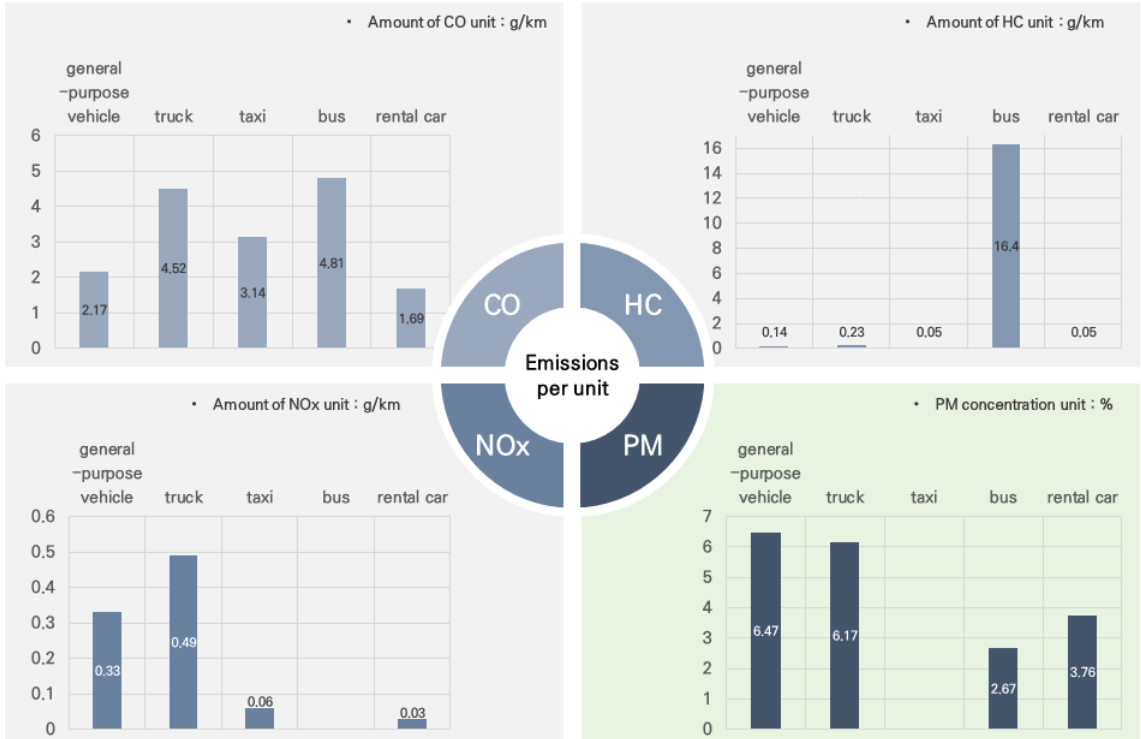 • Amount of CO unit : g/km
general
-purpose
vehicle truck taxi bus rental car
6
5
4
3
2
1
0
2.17 4.52 3.14 4.81 1.69
• Amount of HC unit : g/km
general
-purpose
vehicle truck taxi bus rental car
16
14
12
10
8
6
4
2
0
0.14 0.23 0.05 16.4 0.05
CO HC
Emissions
per unit
NOx PM
• Amount of NOx unit : g/km
general
-purpose
vehicle truck taxi bus rental car
0.6
0.5
0.4
0.3
0.2
0.1
0
0.33 0.49 0.06 0.03
• PM concentration unit : %
general
-purpose
vehicle truck taxi bus rental car
7
6
5
4
3
2
1
0
6.47 6.17 2.67 3.76